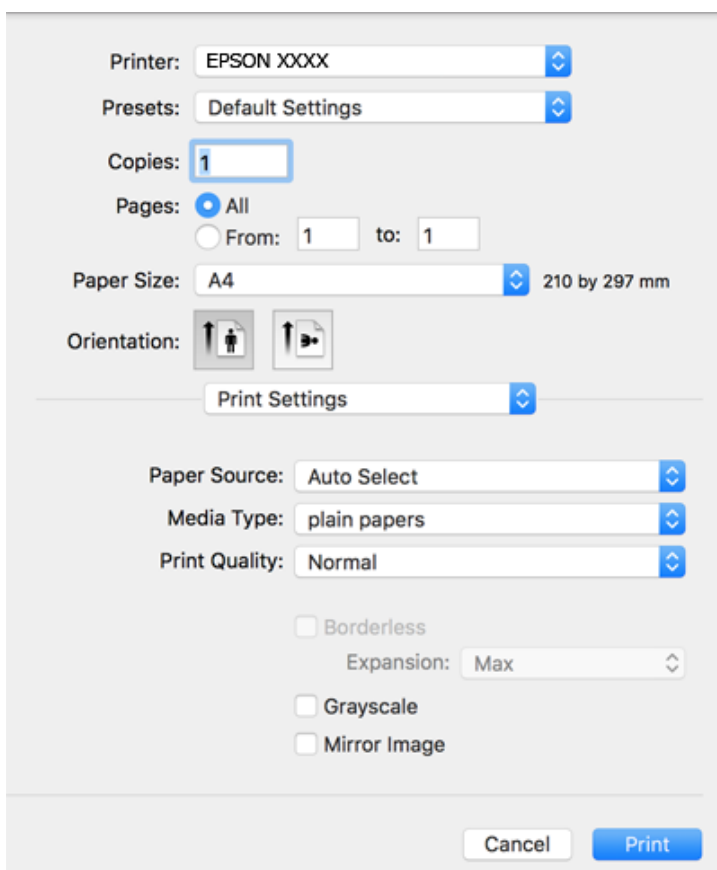 Printer: EPSON XXXX
Presets: Default Settings
Copies: 1
Pages: All
From: 1 to: 1
Paper Size: A4 210 by 297 mm
Orientation:
Print Settings
Paper Source: Auto Select
Media Type: plain papers
Print Quality: Normal
Borderless
Expansion: Max
Grayscale
Mirror Image
Cancel Print